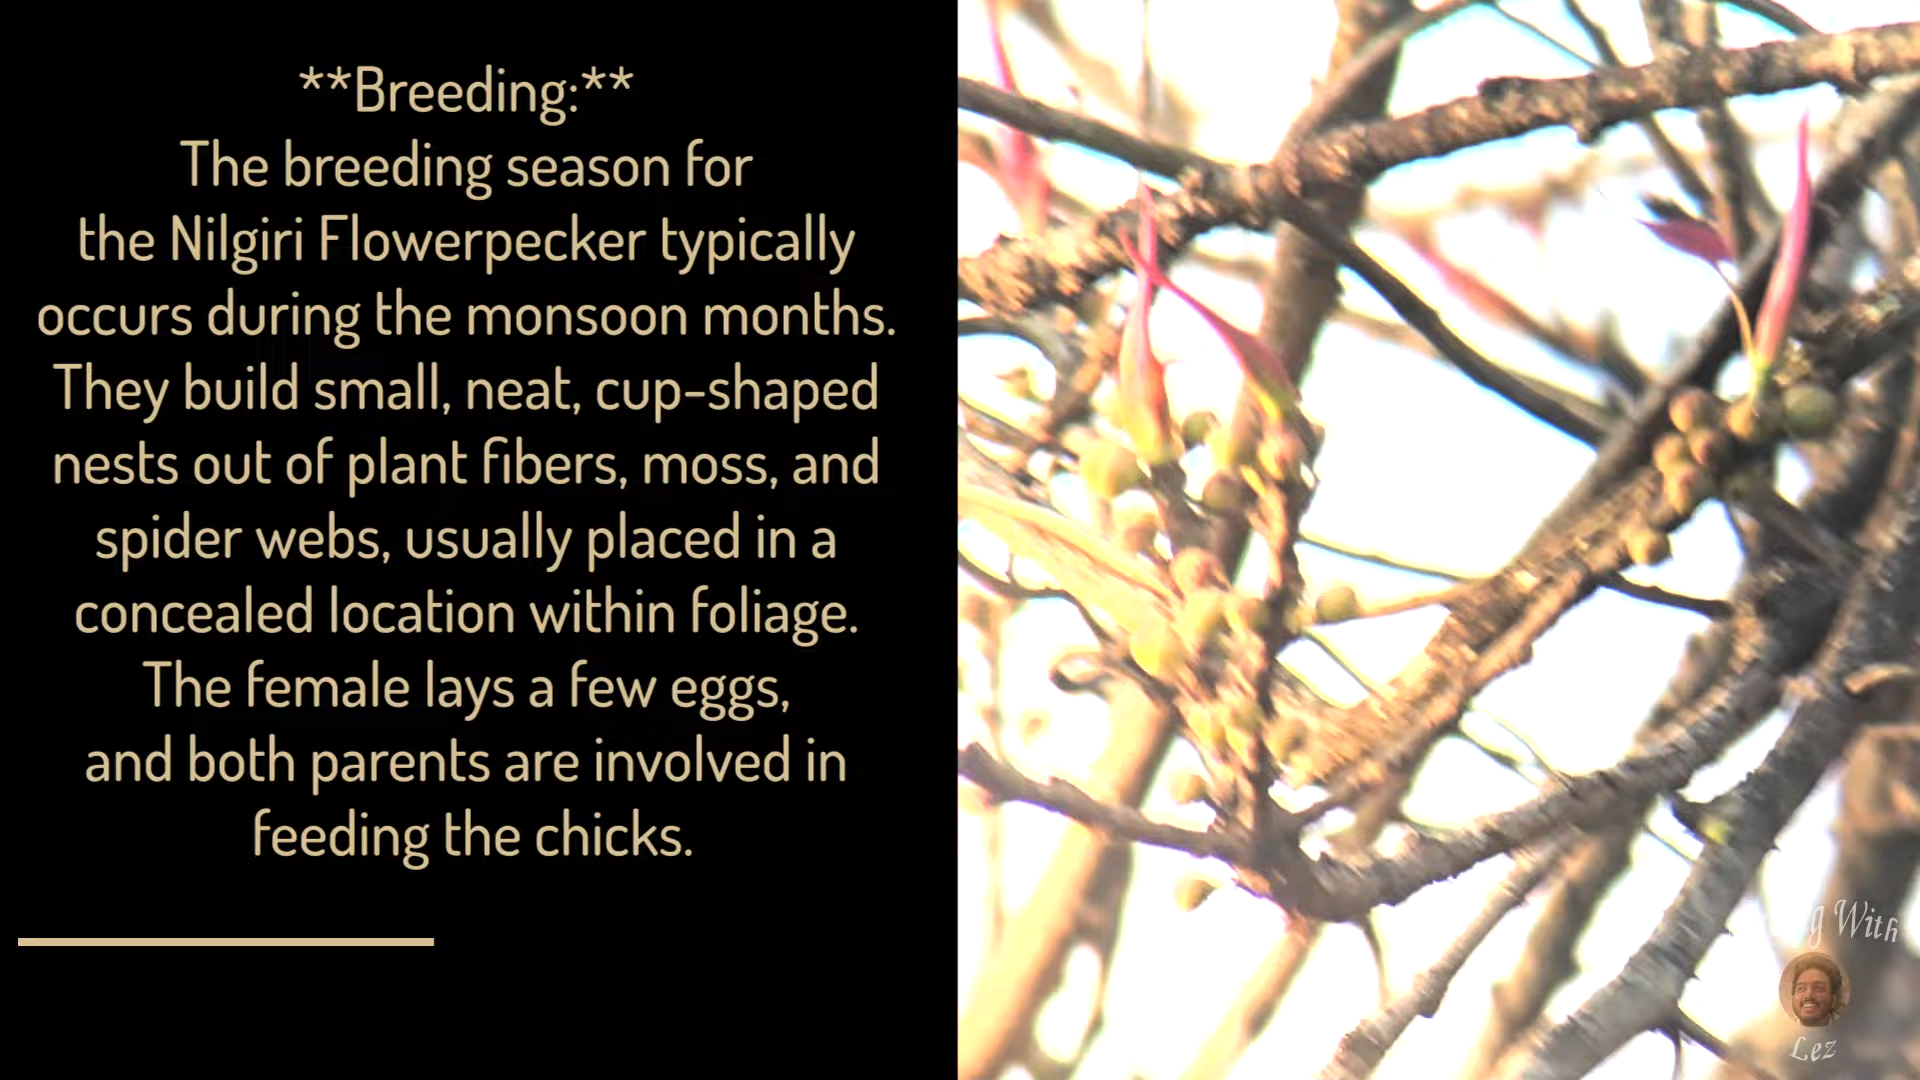 **Breeding:**
The breeding season for
the Nilgiri Flowerpecker typically
occurs during the monsoon months.
They build small, neat, cup-shaped
nests out of plant fibers, moss, and
spider webs, usually placed in a
concealed location within foliage.
The female lays a few eggs,
and both parents are involved in
feeding the chicks.
With
Lez